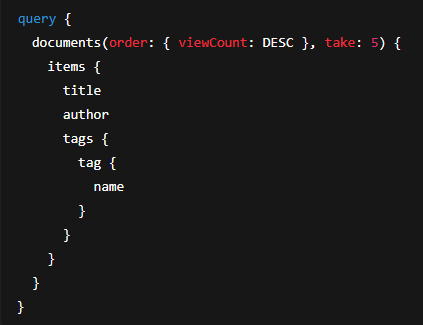 query {
  documents(order: { viewCount: DESC }, take: 5) {
    items {
      title
      author
      tags {
        tag {
          name
        }
      }
    }
  }
}